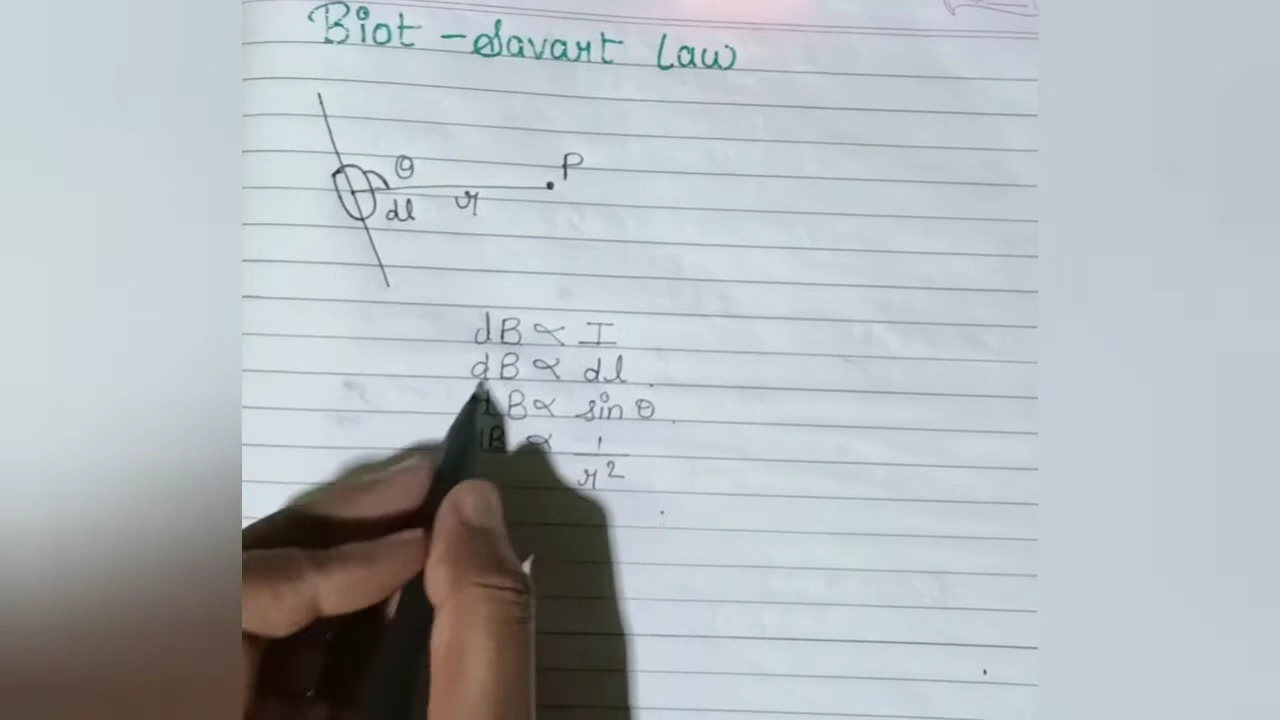 Biot - Savart Law
θ
P
dl
r
dB ∝ I
dB ∝ dl
dB ∝ sin θ
dB ∝ 1/r²